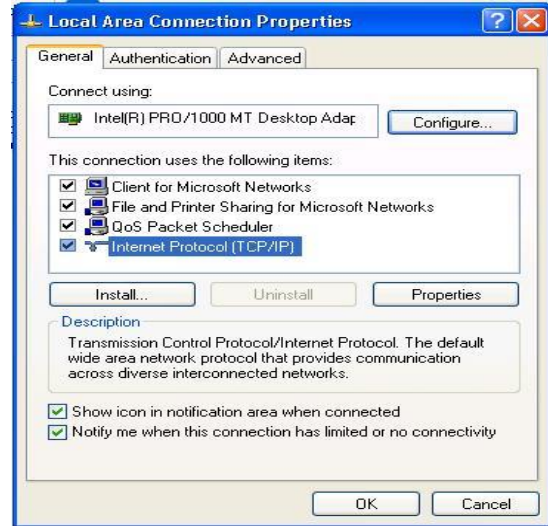 Local Area Connection Properties
General Authentication Advanced
Connect using:
Intel(R) PRO/1000 MT Desktop Adap
Configure...
This connection uses the following items:
Client for Microsoft Networks
File and Printer Sharing for Microsoft Networks
QoS Packet Scheduler
Internet Protocol (TCP/IP)
Install... Uninstall Properties
Description
Transmission Control Protocol/Internet Protocol. The default
wide area network protocol that provides communication
across diverse interconnected networks.
Show icon in notification area when connected
Notify me when this connection has limited or no connectivity
OK Cancel